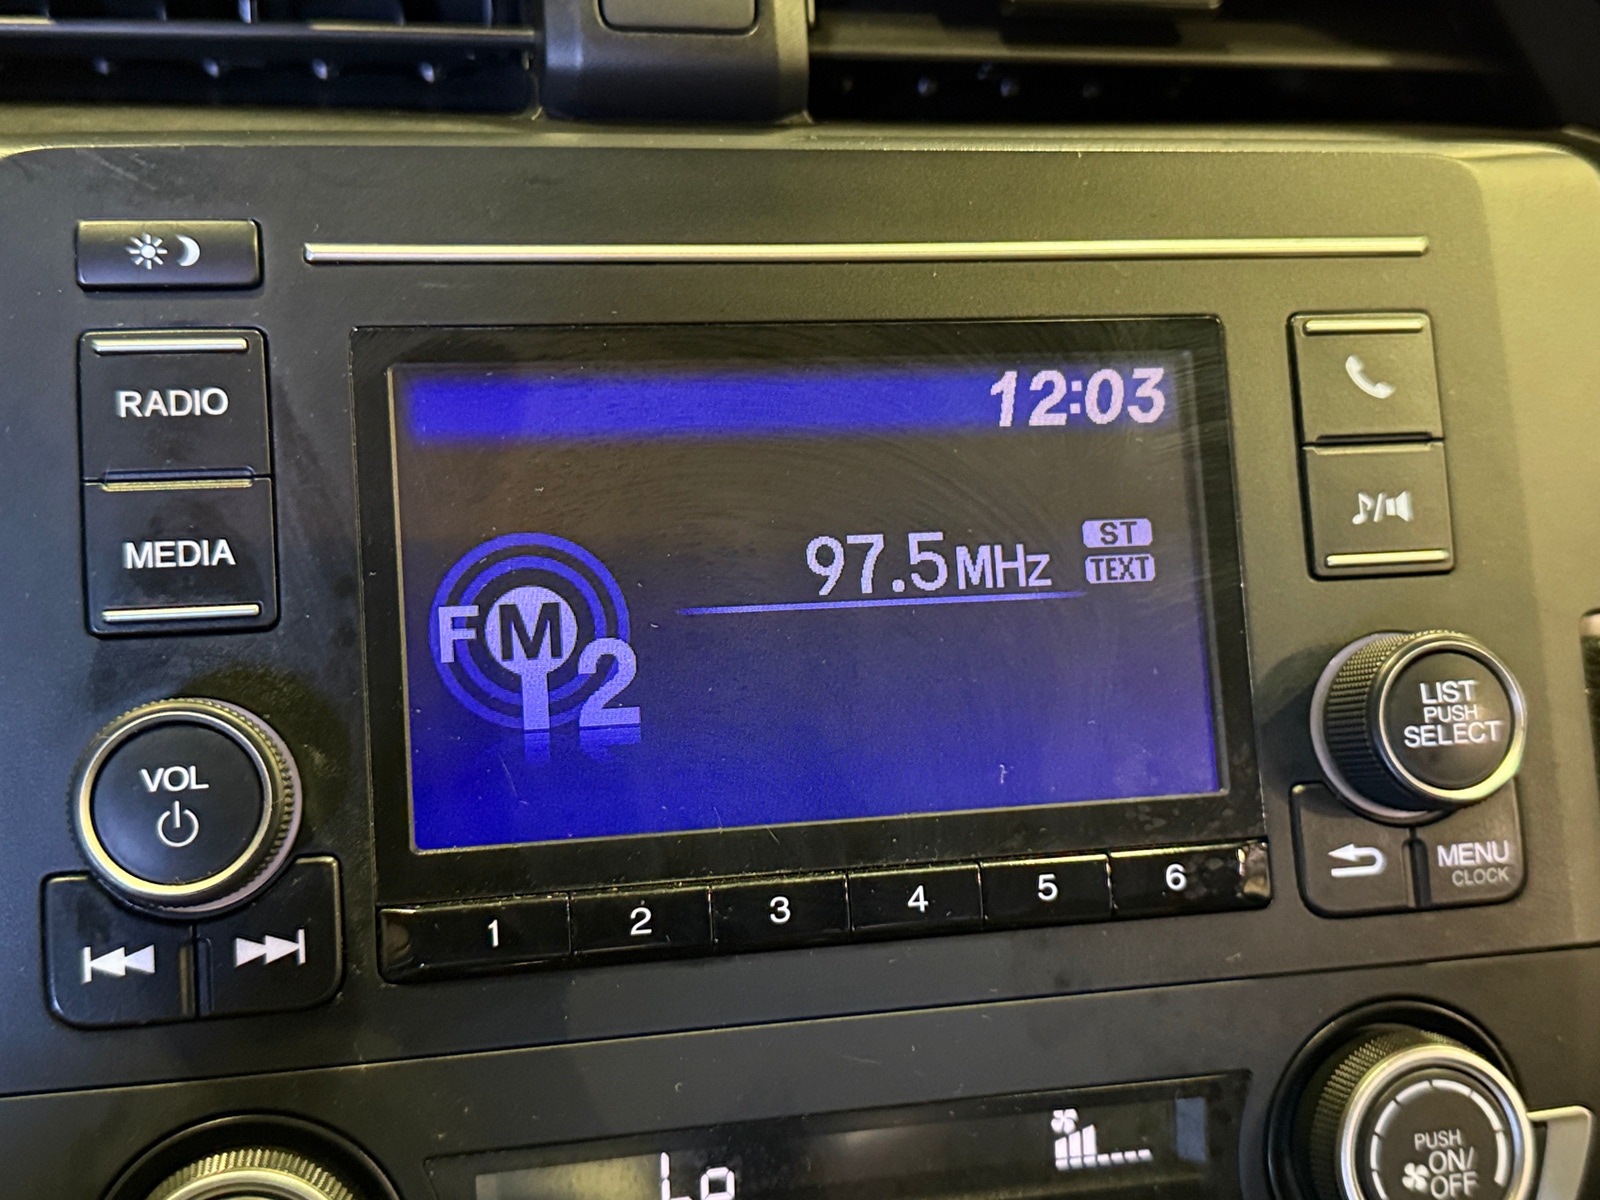 12:03
RADIO
MEDIA
97.5MHz
ST
TEXT
FM
2
VOL
LIST
PUSH
SELECT
MENU
CLOCK
1 2 3 4 5 6
Lo
PUSH
ON/
OFF